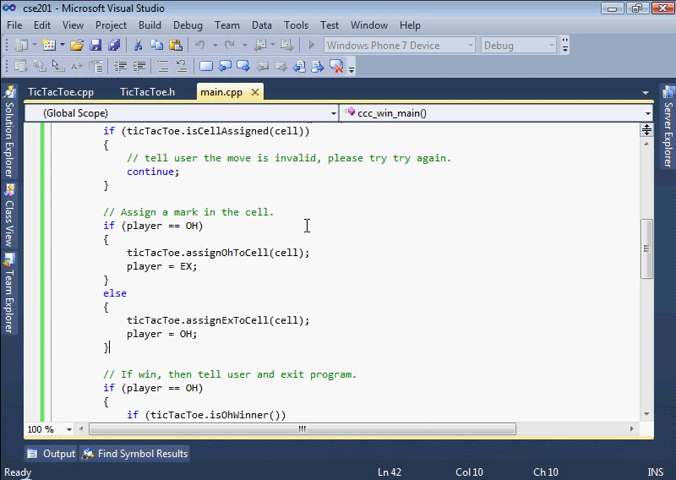 cse201 - Microsoft Visual Studio
File Edit View Project Build Debug Team Data Tools Test Window Help
Windows Phone 7 Device Debug
TicTacToe.cpp TicTacToe.h main.cpp
(Global Scope) ccc_win_main()
Solution Explorer
Class View
Team Explorer
Server Explorer
if (ticTacToe.isCellAssigned(cell))
{
// tell user the move is invalid, please try try again.
continue;
}
// Assign a mark in the cell.
if (player == OH)
{
ticTacToe.assignOhToCell(cell);
player = EX;
}
else
{
ticTacToe.assignExToCell(cell);
player = OH;
}
// If win, then tell user and exit program.
if (player == OH)
{
if (ticTacToe.isOhWinner())
100 %
Output Find Symbol Results
Ready Ln 42 Col 10 Ch 10 INS